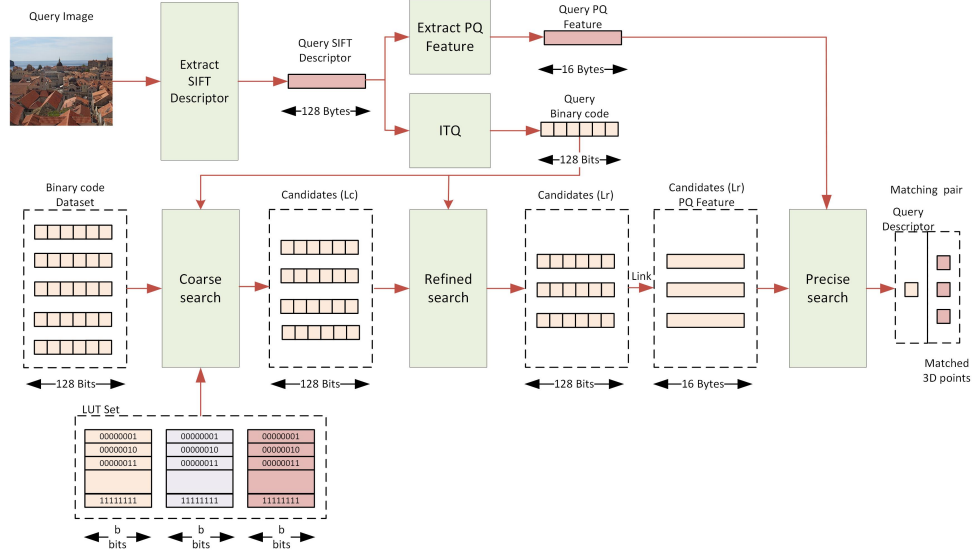 Query Image
Extract
SIFT
Descriptor
Query SIFT
Descriptor
128 Bytes
Extract PQ
Feature
Query PQ
Feature
16 Bytes
ITQ
Query
Binary code
128 Bits
Binary code
Dataset
128 Bits
Coarse
search
Candidates (Lc)
128 Bits
Refined
search
Candidates (Lr)
128 Bits
Link
Candidates (Lr)
PQ Feature
16 Bytes
Precise
search
Matching pair
Query
Descriptor
Matched
3D points
LUT Set
00000001
00000010
00000011
11111111
b
bits
00000001
00000010
00000011
11111111
b
bits
00000001
00000010
00000011
11111111
b
bits